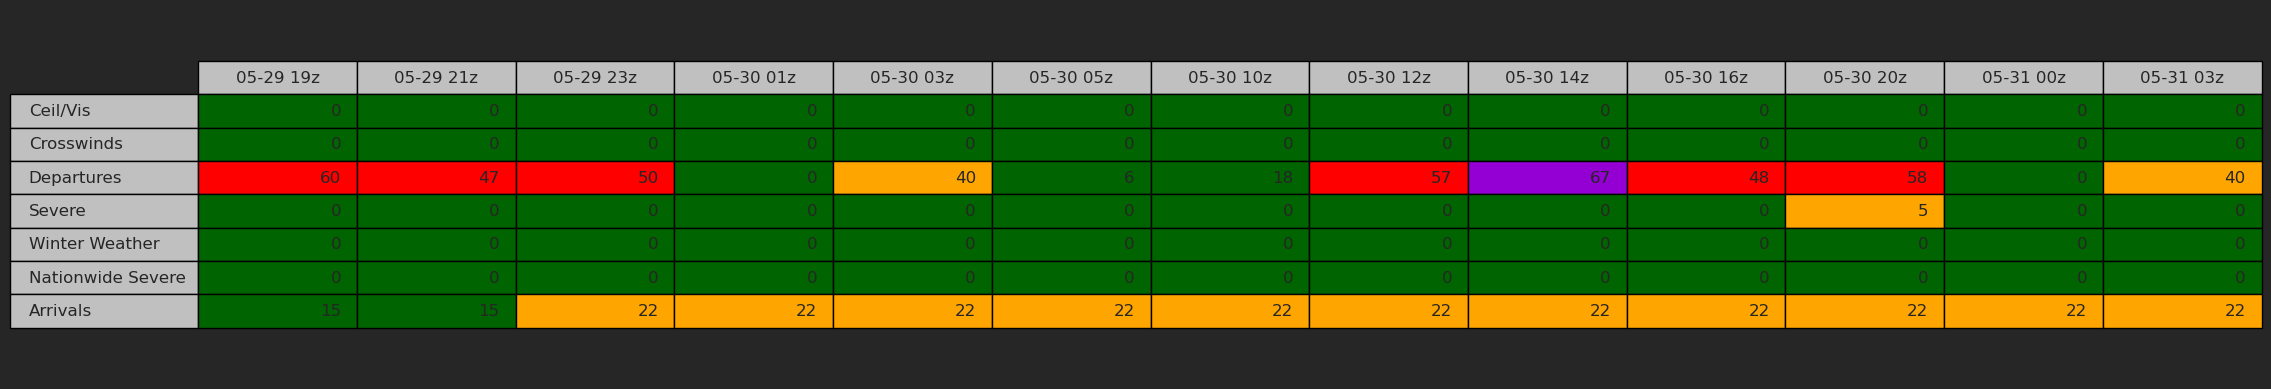 05-29 19z 05-29 21z 05-29 23z 05-30 01z 05-30 03z 05-30 05z 05-30 10z 05-30 12z 05-30 14z 05-30 16z 05-30 20z 05-31 00z 05-31 03z
Ceil/Vis 0 0 0 0 0 0 0 0 0 0 0 0 0
Crosswinds 0 0 0 0 0 0 0 0 0 0 0 0 0
Departures 60 47 50 0 40 6 18 57 67 48 58 0 40
Severe 0 0 0 0 0 0 0 0 0 0 5 0 0
Winter Weather 0 0 0 0 0 0 0 0 0 0 0 0 0
Nationwide Severe 0 0 0 0 0 0 0 0 0 0 0 0 0
Arrivals 15 15 22 22 22 22 22 22 22 22 22 22 22